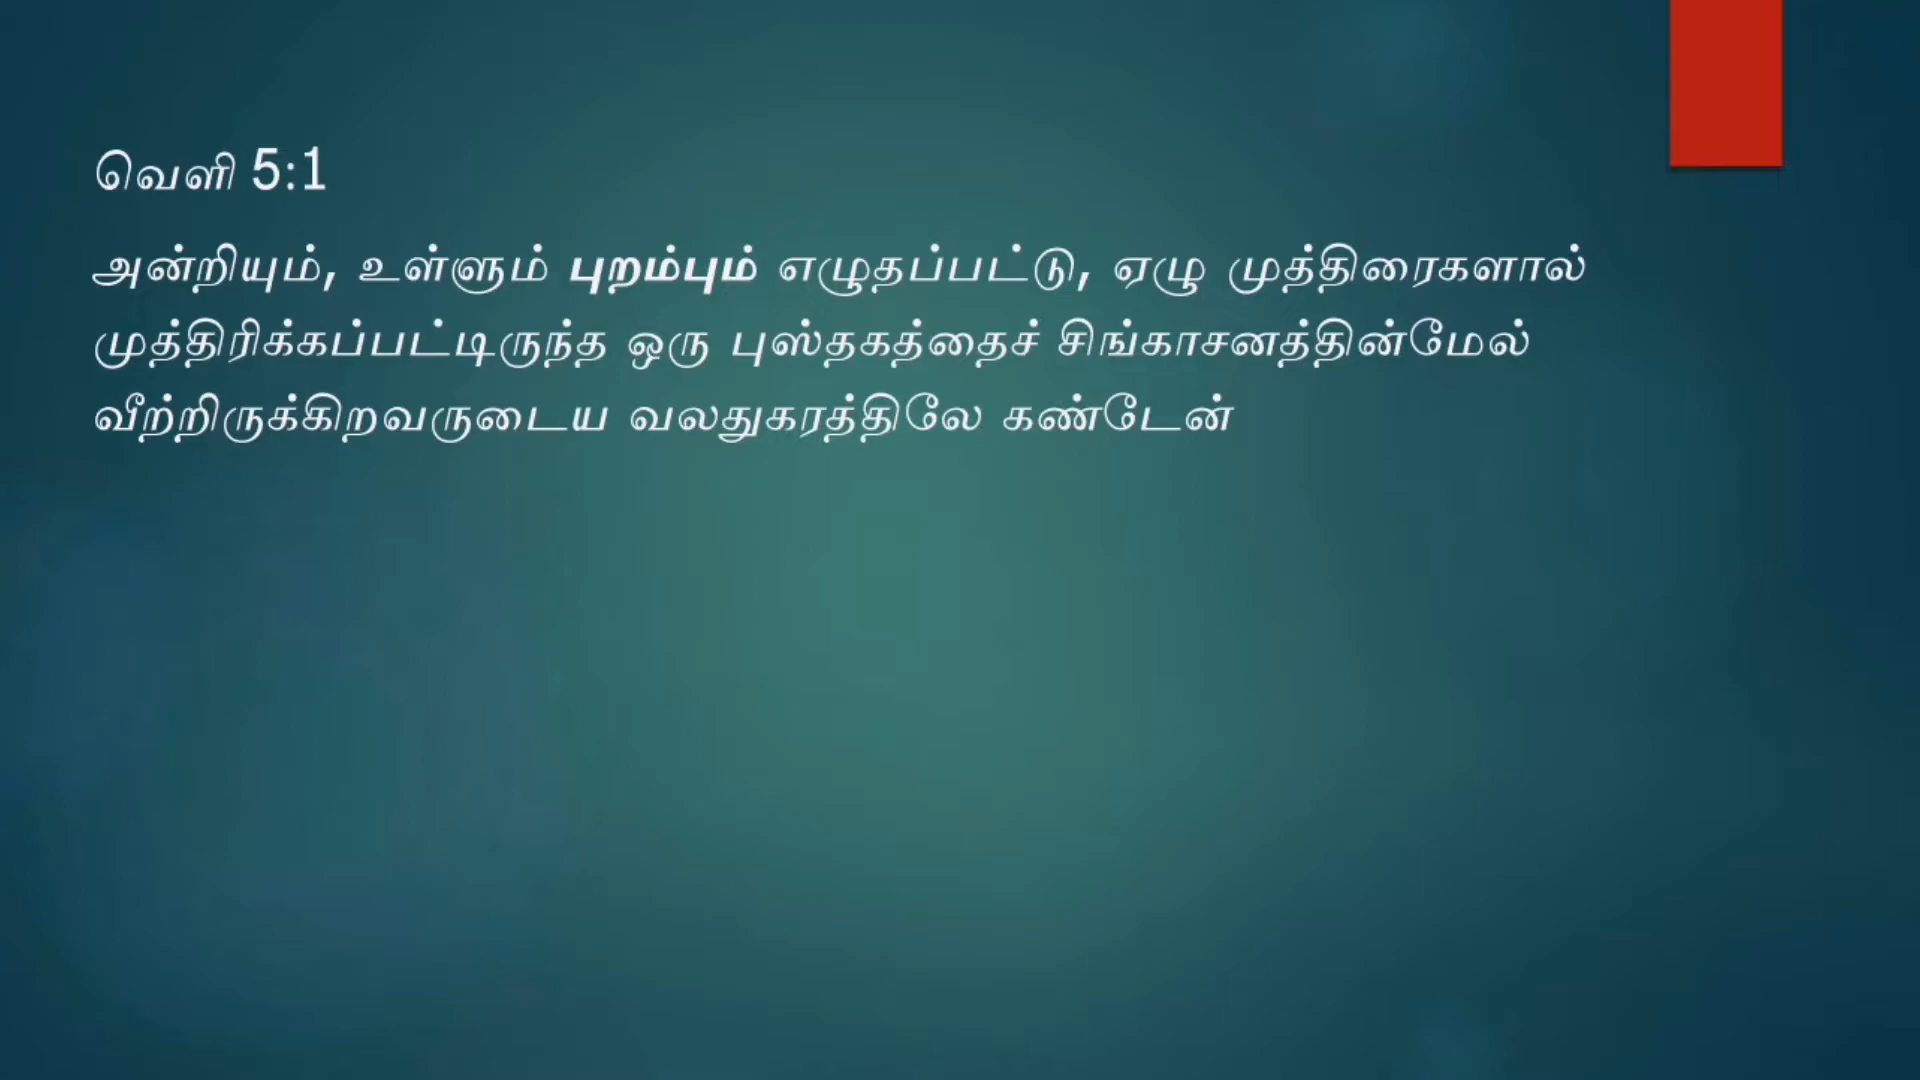 வெளி 5:1
அன்றியும், உள்ளும் புறம்பும் எழுதப்பட்டு, ஏழு முத்திரைகளால்
முத்திரிக்கப்பட்டிருந்த ஒரு புஸ்தகத்தைச் சிங்காசனத்தின்மேல்
வீற்றிருக்கிறவருடைய வலதுகரத்திலே கண்டேன்